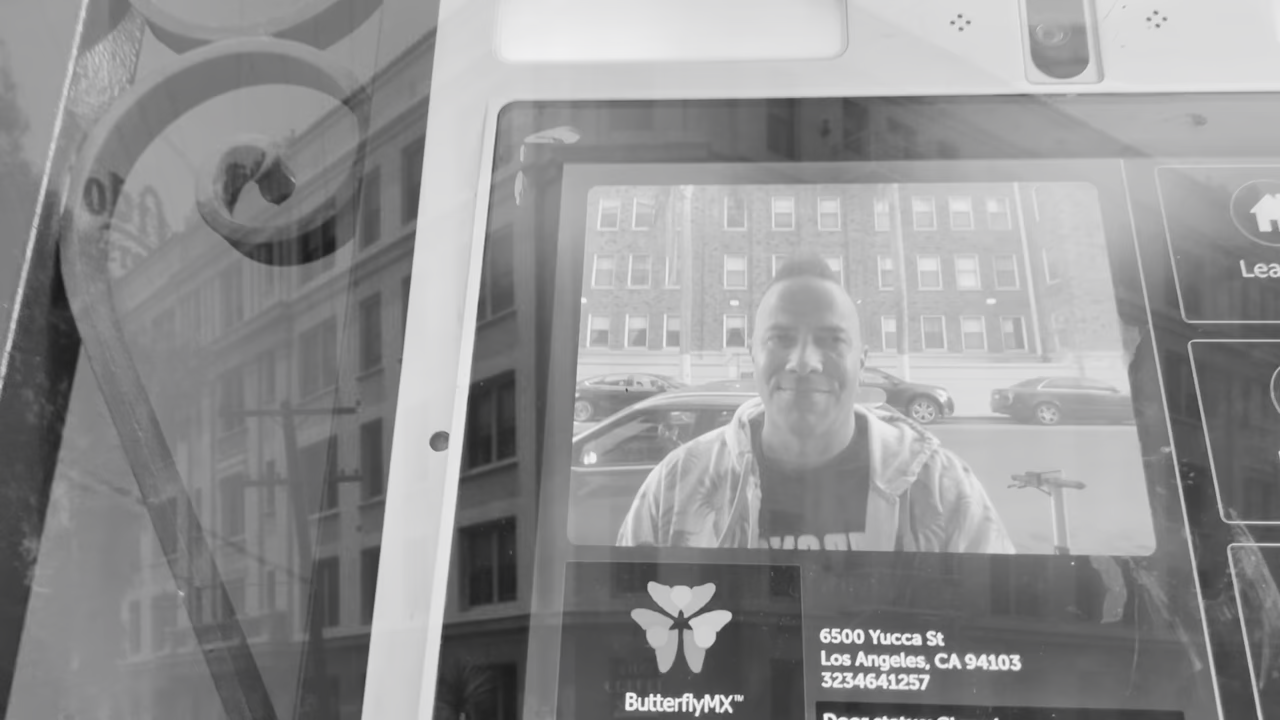 Lea
6500 Yucca St
Los Angeles, CA 94103
3234641257
ButterflyMX™